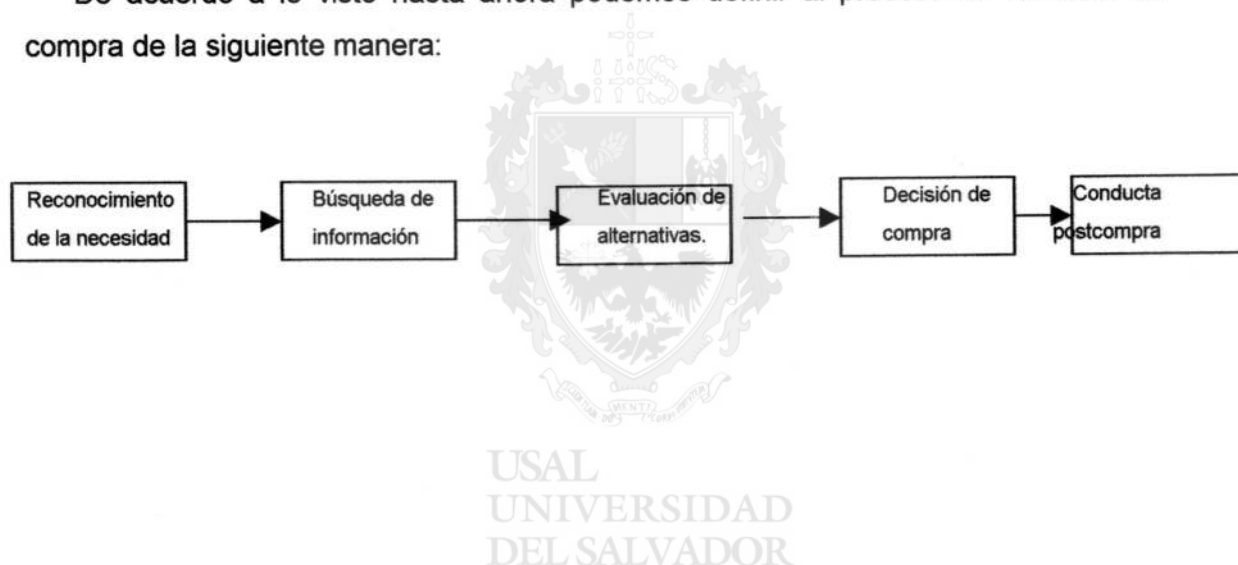 compra de la siguiente manera:
Reconocimiento
de la necesidad
Búsqueda de
información
Evaluación de
alternativas.
Decisión de
compra
Conducta
postcompra
USAL
UNIVERSIDAD
DEL SALVADOR